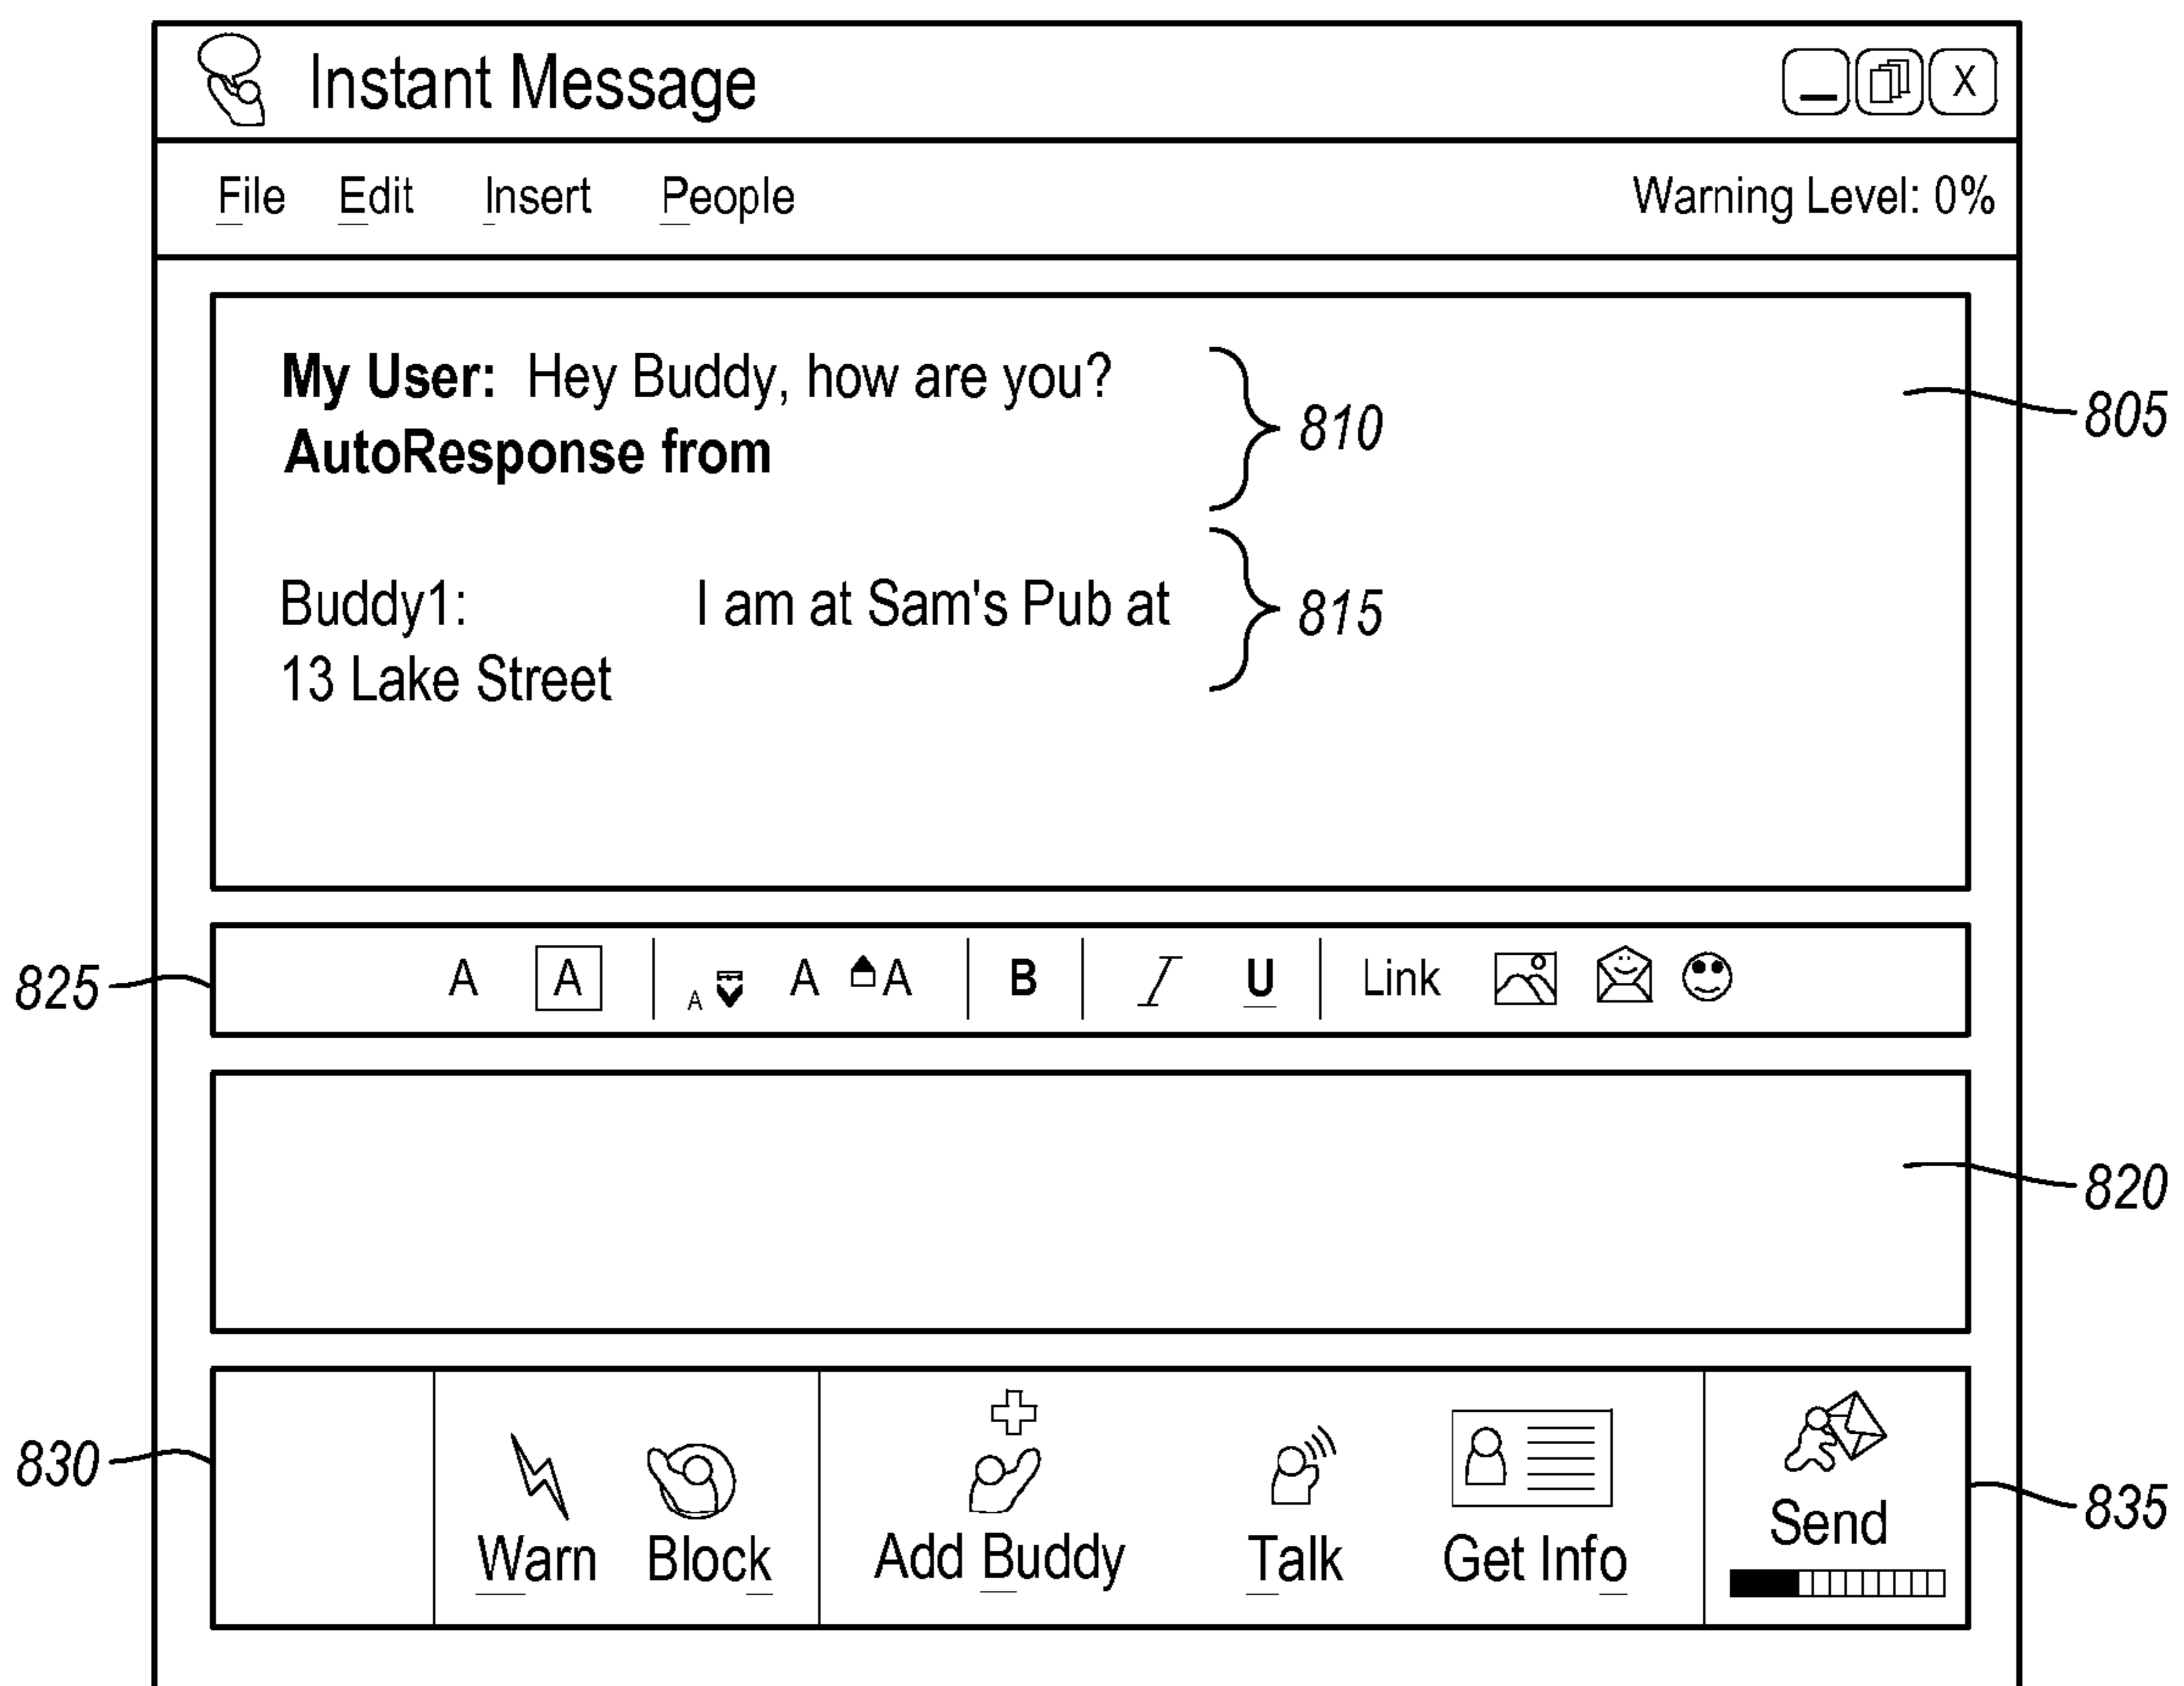 Instant Message
X
File Edit Insert People Warning Level: 0%
My User: Hey Buddy, how are you?
AutoResponse from
810
805
Buddy1: I am at Sam's Pub at
13 Lake Street
815
825
A A A A A B I U Link
820
830
Warn Block Add Buddy Talk Get Info Send
835